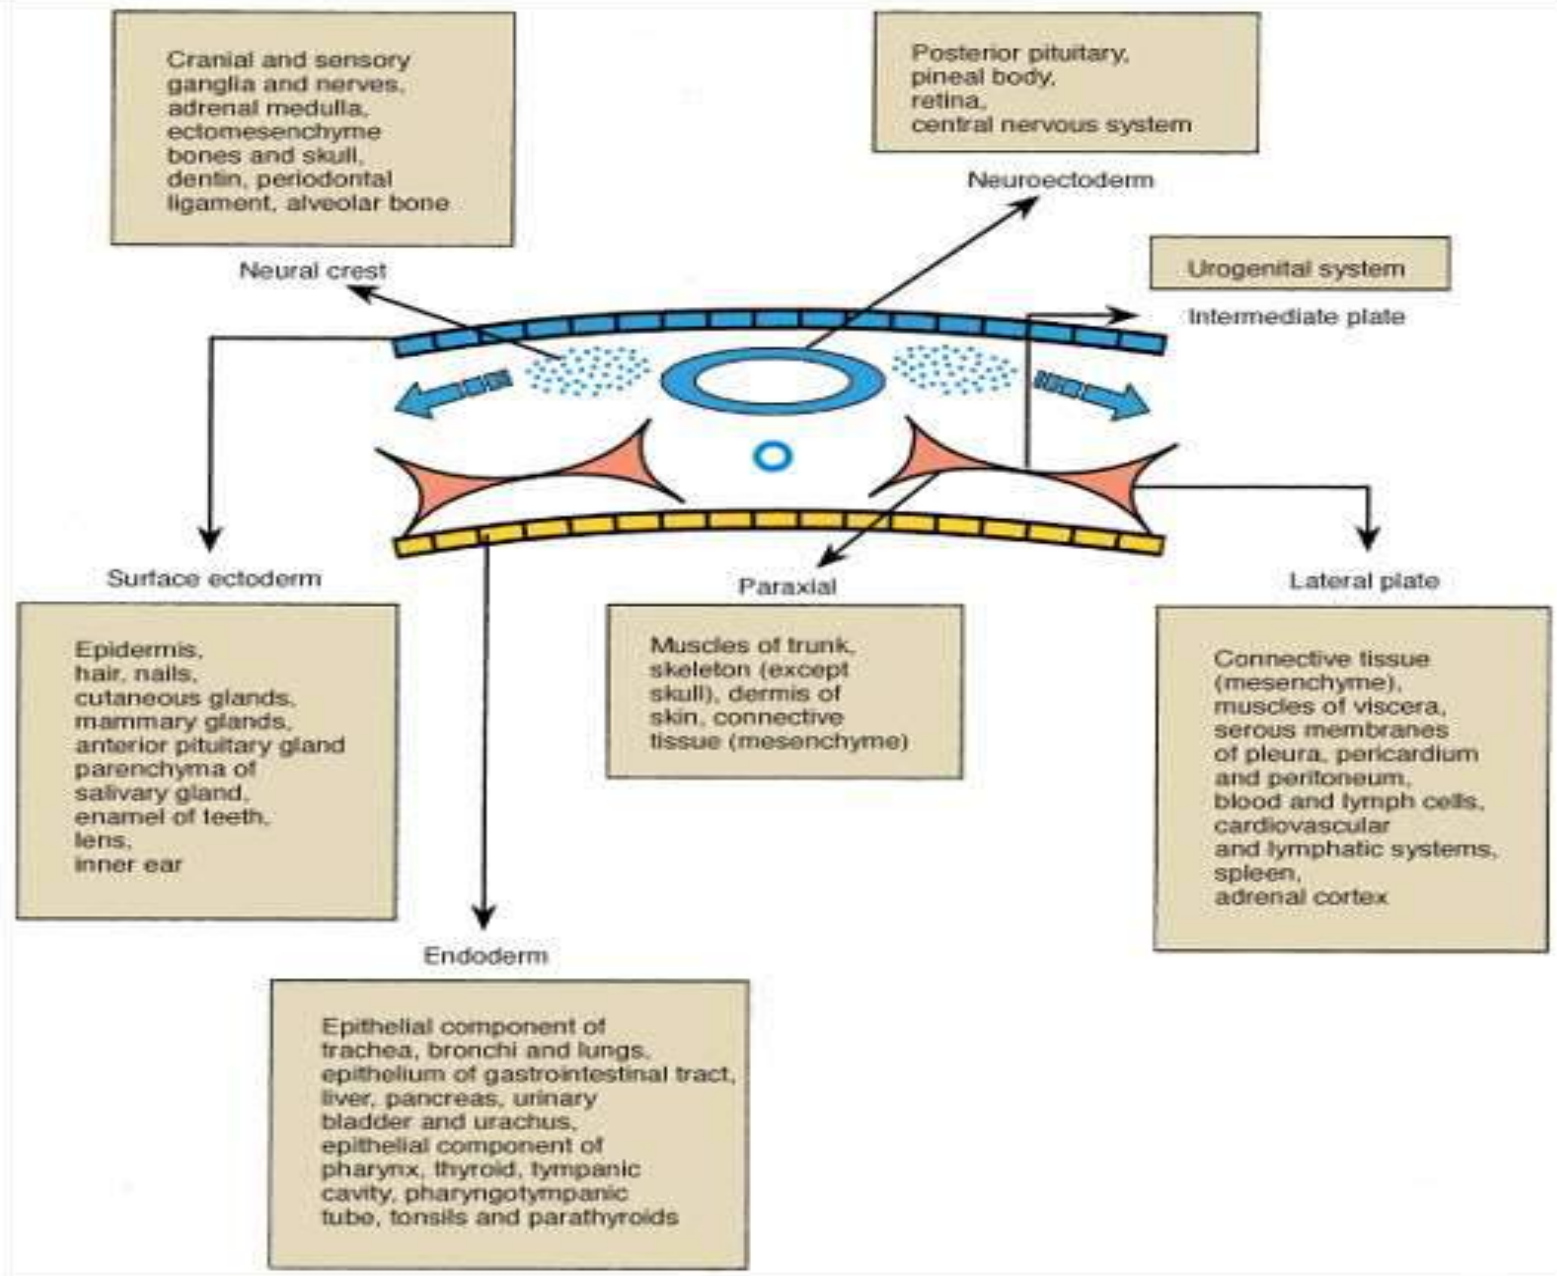 Cranial and sensory
ganglia and nerves,
adrenal medulla,
ectomesenchyme
bones and skull,
dentin, periodontal
ligament, alveolar bone
Neural crest
Posterior pituitary,
pineal body,
retina,
central nervous system
Neuroectoderm
Urogenital system
Intermediate plate
Surface ectoderm
Epidermis,
hair, nails,
cutaneous glands,
mammary glands,
anterior pituitary gland
parenchyma of
salivary gland,
enamel of teeth,
lens,
inner ear
Paraxial
Muscles of trunk,
skeleton (except
skull), dermis of
skin, connective
tissue (mesenchyme)
Lateral plate
Connective tissue
(mesenchyme),
muscles of viscera,
serous membranes
of pleura, pericardium
and peritoneum,
blood and lymph cells,
cardiovascular
and lymphatic systems,
spleen,
adrenal cortex
Endoderm
Epithelial component of
trachea, bronchi and lungs,
epithelium of gastrointestinal tract,
liver, pancreas, urinary
bladder and urachus,
epithelial component of
pharynx, thyroid, tympanic
cavity, pharyngotympanic
tube, tonsils and parathyroids